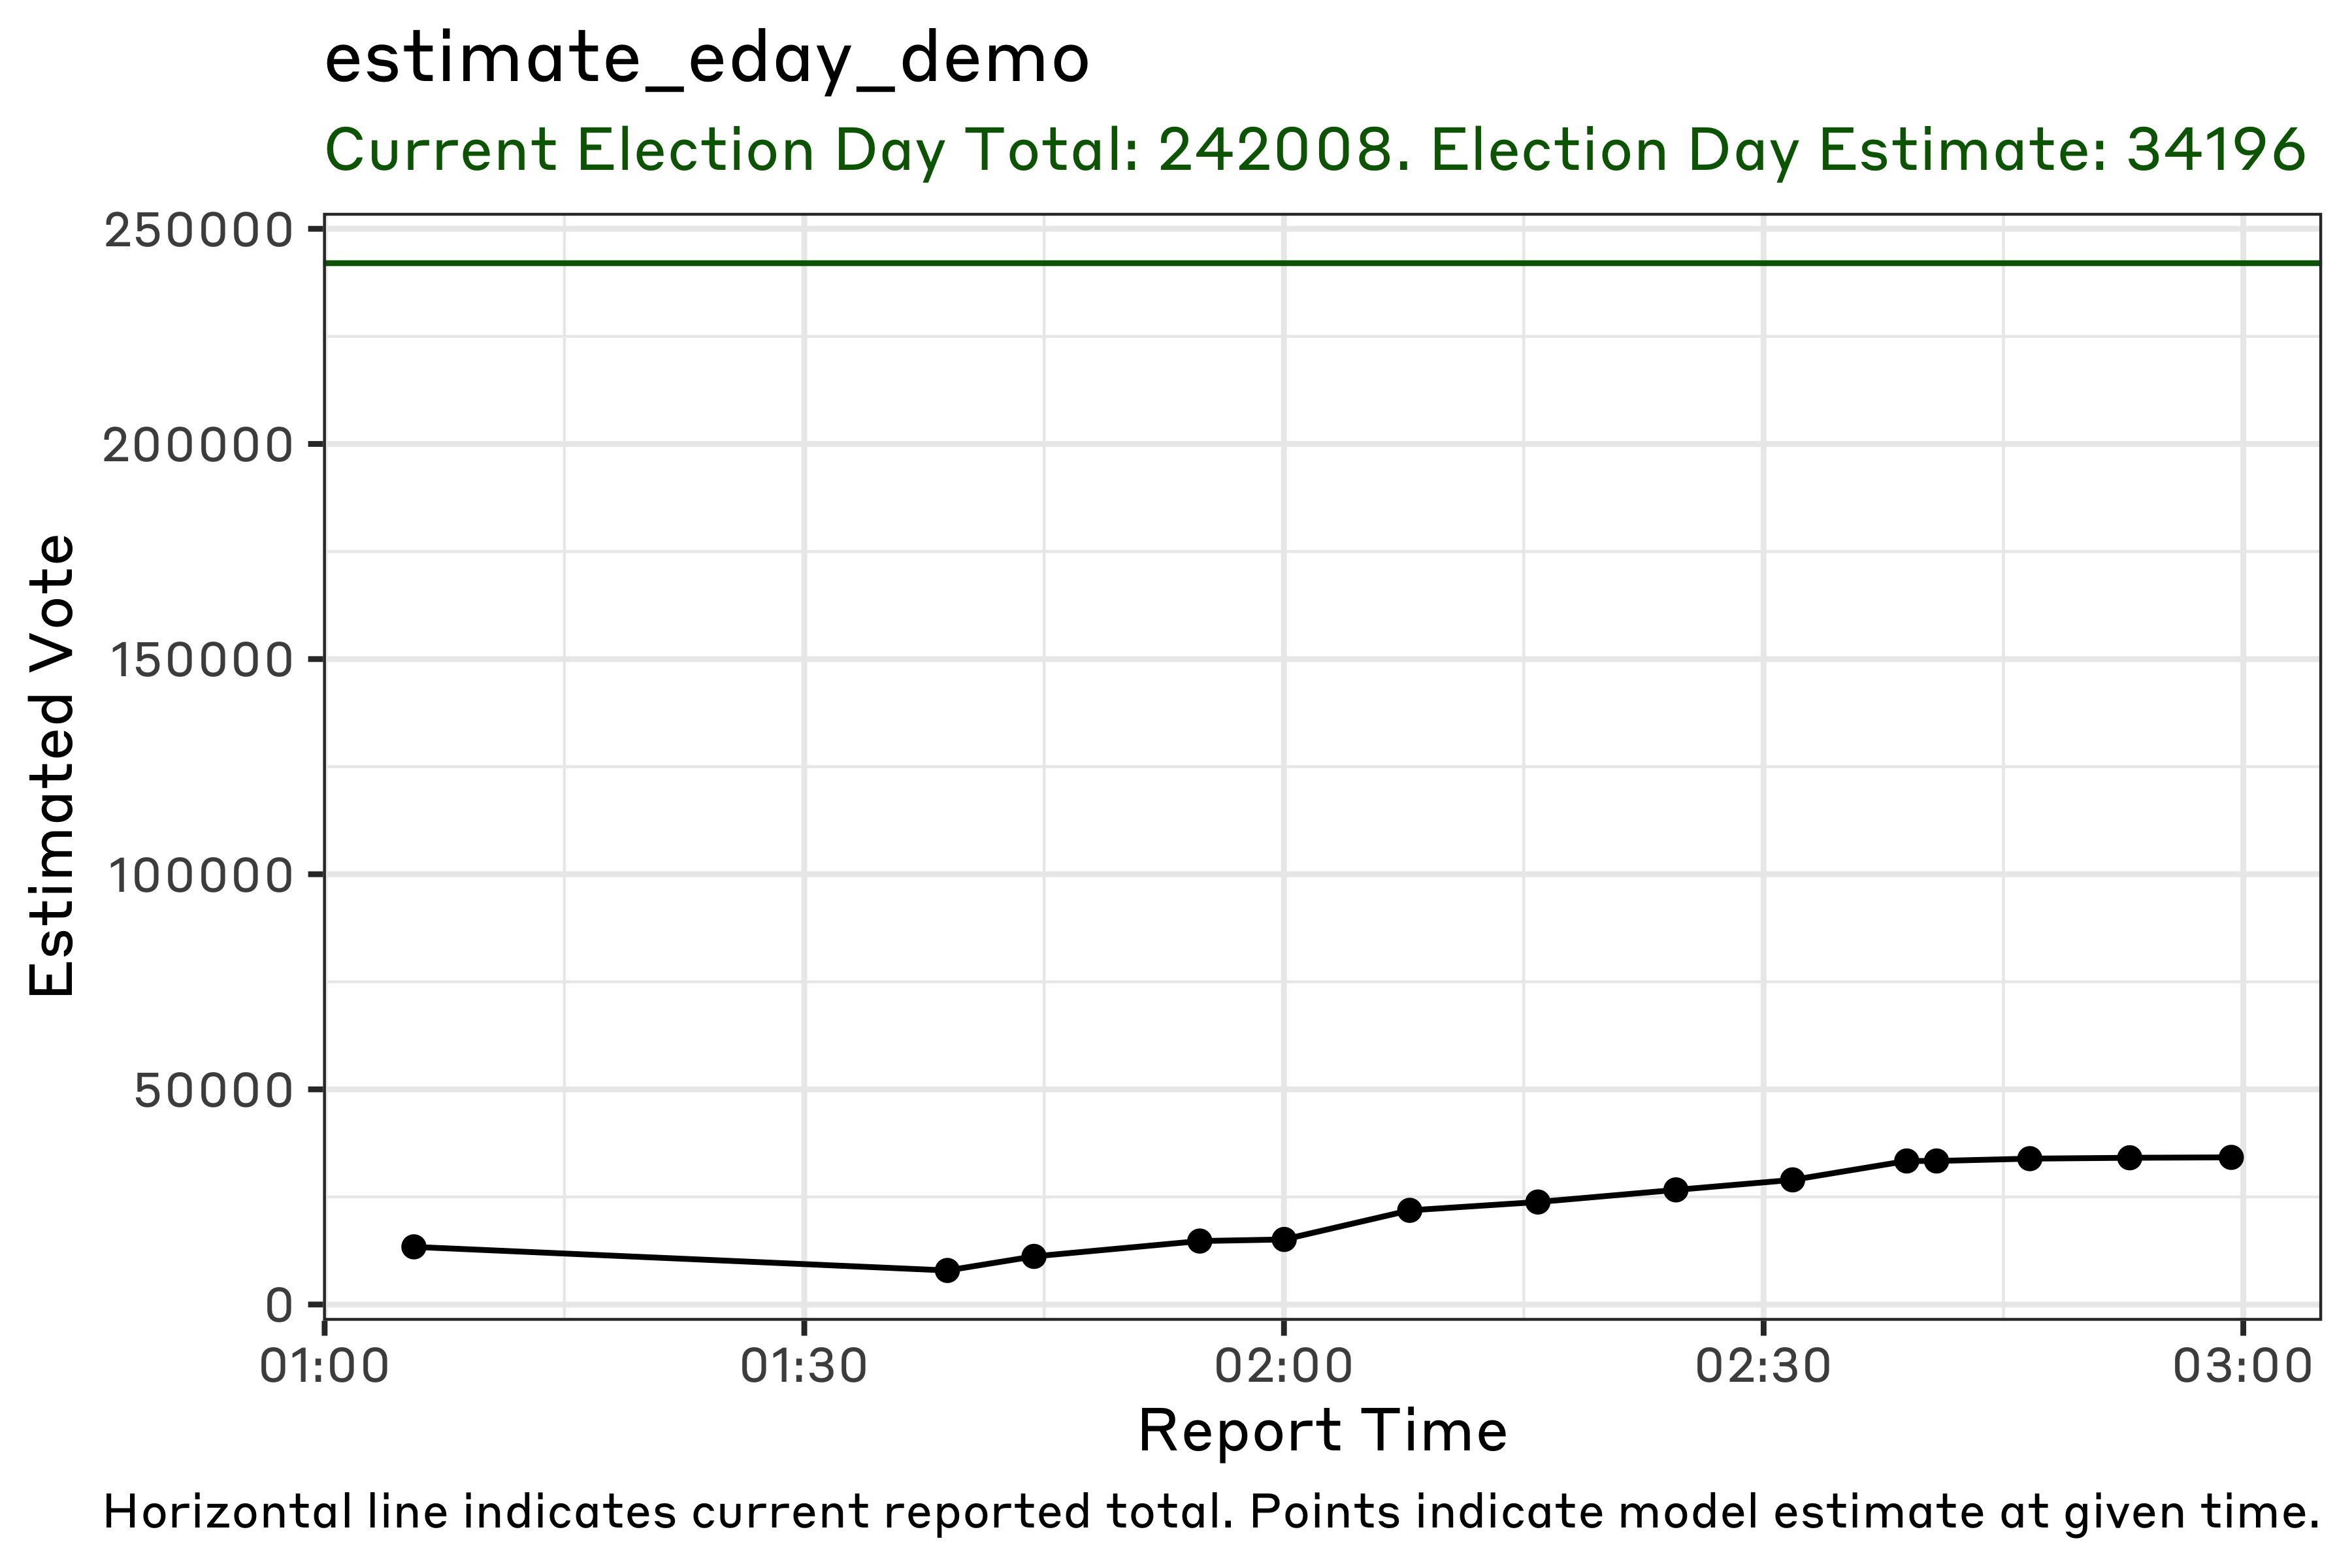 estimate_eday_demo
Current Election Day Total: 242008. Election Day Estimate: 34196
250000
200000
150000
100000
50000
0
Estimated Vote
01:00 01:30 02:00 02:30 03:00
Report Time
Horizontal line indicates current reported total. Points indicate model estimate at given time.